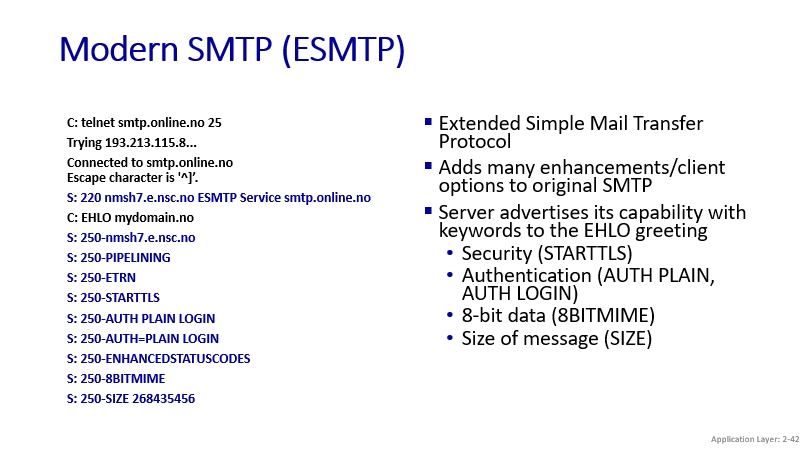 Modern SMTP (ESMTP)
C: telnet smtp.online.no 25
Trying 193.213.115.8...
Connected to smtp.online.no
Escape character is '^]’.
S: 220 nmsh7.e.nsc.no ESMTP Service smtp.online.no
C: EHLO mydomain.no
S: 250-nmsh7.e.nsc.no
S: 250-PIPELINING
S: 250-ETRN
S: 250-STARTTLS
S: 250-AUTH PLAIN LOGIN
S: 250-AUTH=PLAIN LOGIN
S: 250-ENHANCEDSTATUSCODES
S: 250-8BITMIME
S: 250-SIZE 268435456
▪ Extended Simple Mail Transfer
Protocol
▪ Adds many enhancements/client
options to original SMTP
▪ Server advertises its capability with
keywords to the EHLO greeting
• Security (STARTTLS)
• Authentication (AUTH PLAIN,
AUTH LOGIN)
• 8-bit data (8BITMIME)
• Size of message (SIZE)
Application Layer: 2-42